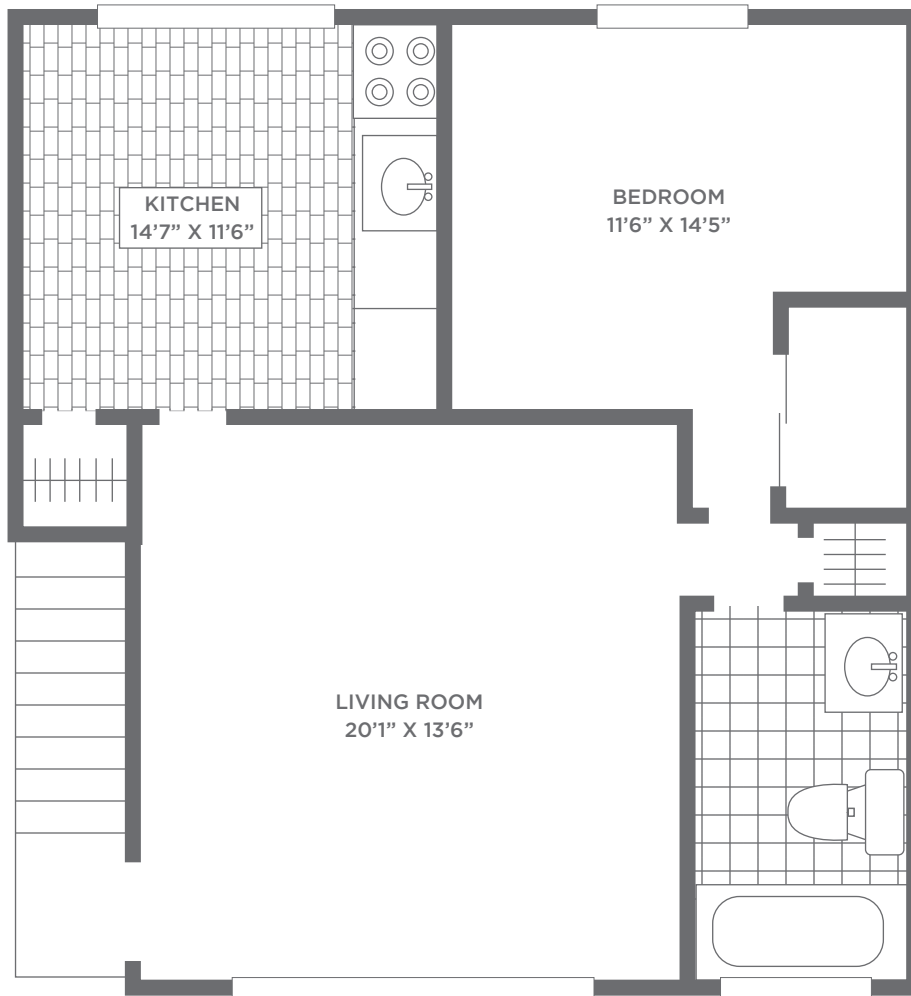 KITCHEN
14’7” X 11’6”
BEDROOM
11’6” X 14’5”
LIVING ROOM
20’1” X 13’6”